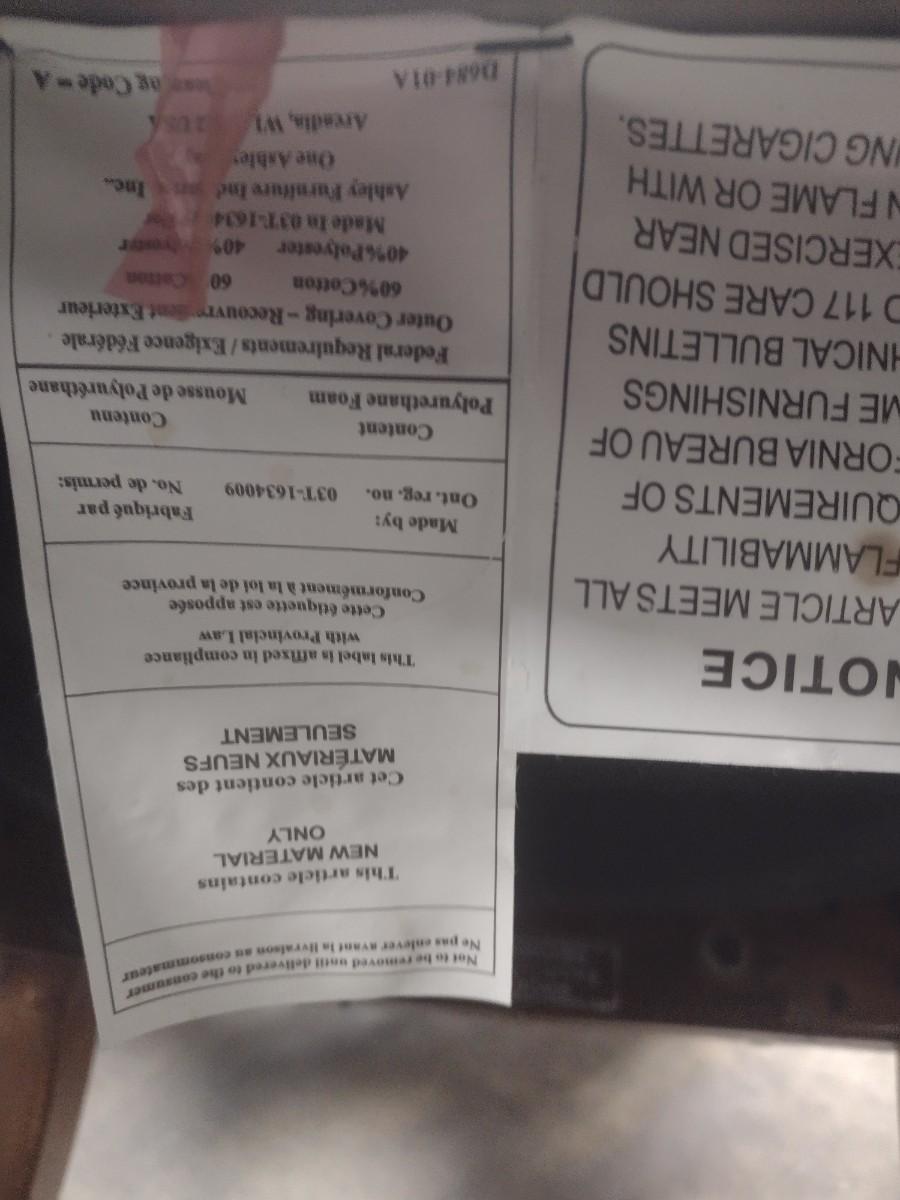 Not to be removed until delivered to the consumer
Ne pas enlever avant la livraison au consommateur
This article contains
NEW MATERIAL
ONLY
Cet article contient des
MATÉRIAUX NEUFS
SEULEMENT
This label is affixed in compliance
with Provincial Law
Cette étiquette est apposée
Conformément à la loi de la province
Made by: Fabriqué par
Ont. reg. no. 03T-1634009 No. de permis:
Content Contenu
Polyurethane Foam Mousse de Polyuréthane
Federal Requirements / Exigence Fédérale
Outer Covering – Exterieur
60%Cotton 60 Cotton
40%Polyester 40%
Made In 03T-1634
Ashley Furniture Inc.,
One Ashley
Arcadia, WI USA
D684-01A Code = A
NOTICE
ARTICLE MEETS ALL
FLAMMABILITY
QUIREMENTS OF
FORNIA BUREAU OF
ME FURNISHINGS
HNICAL BULLETINS
D 117 CARE SHOULD
EXERCISED NEAR
N FLAME OR WITH
ING CIGARETTES.